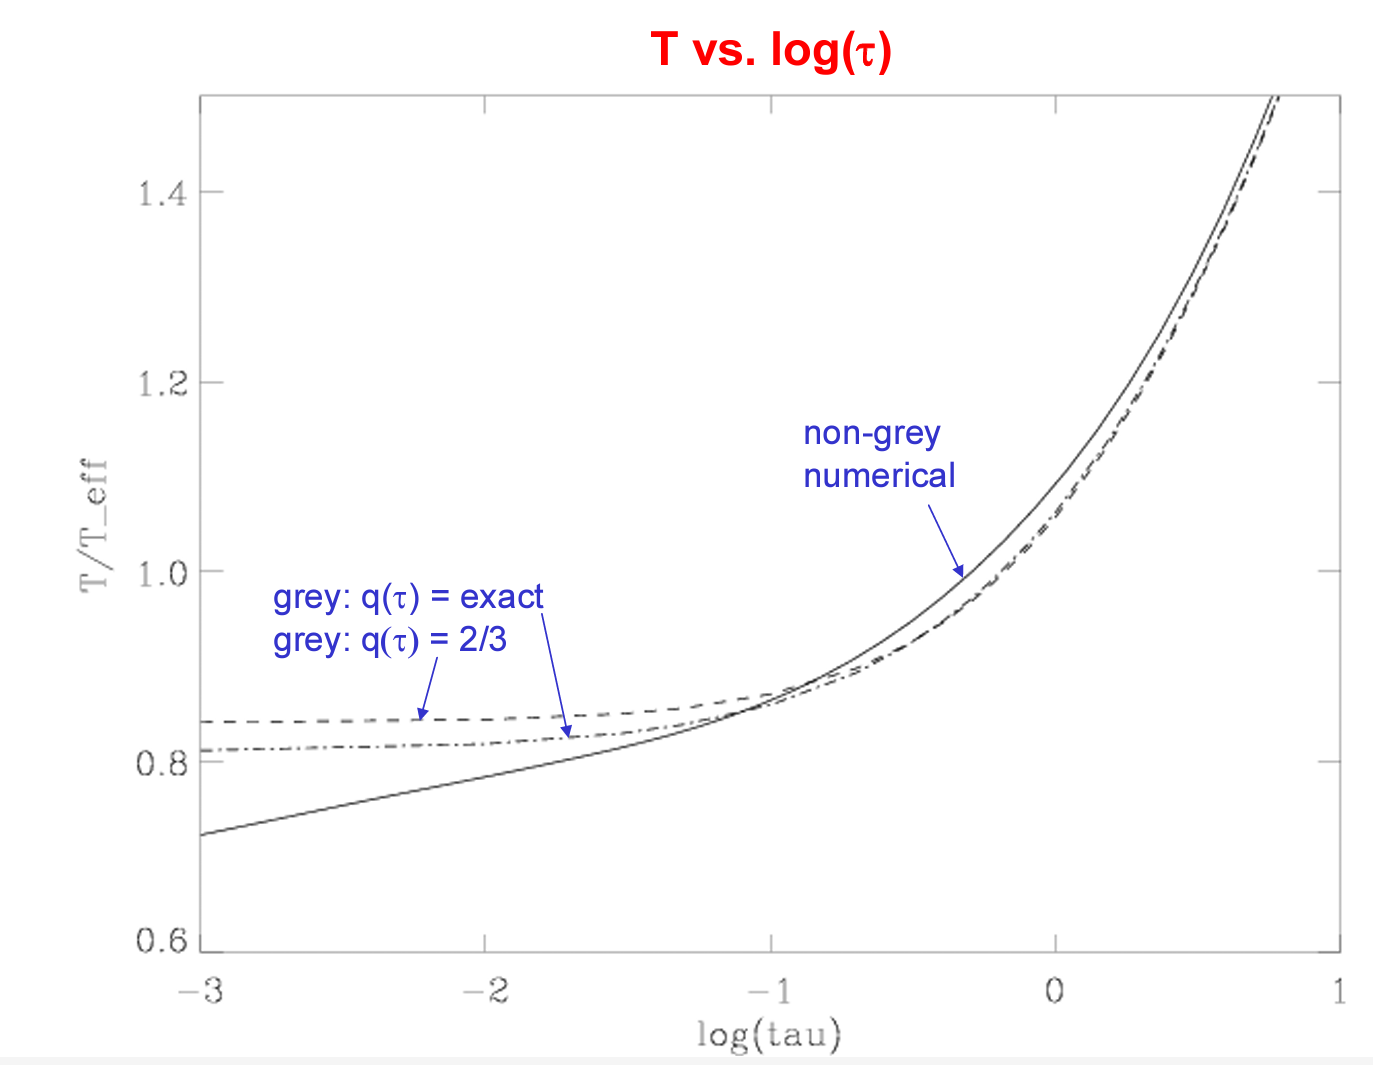 T vs. log(τ)
1.4
1.2
1.0
0.8
0.6
T/T_eff
non-grey
numerical
grey: q(τ) = exact
grey: q(τ) = 2/3
−3
−2
−1
0
1
log(tau)